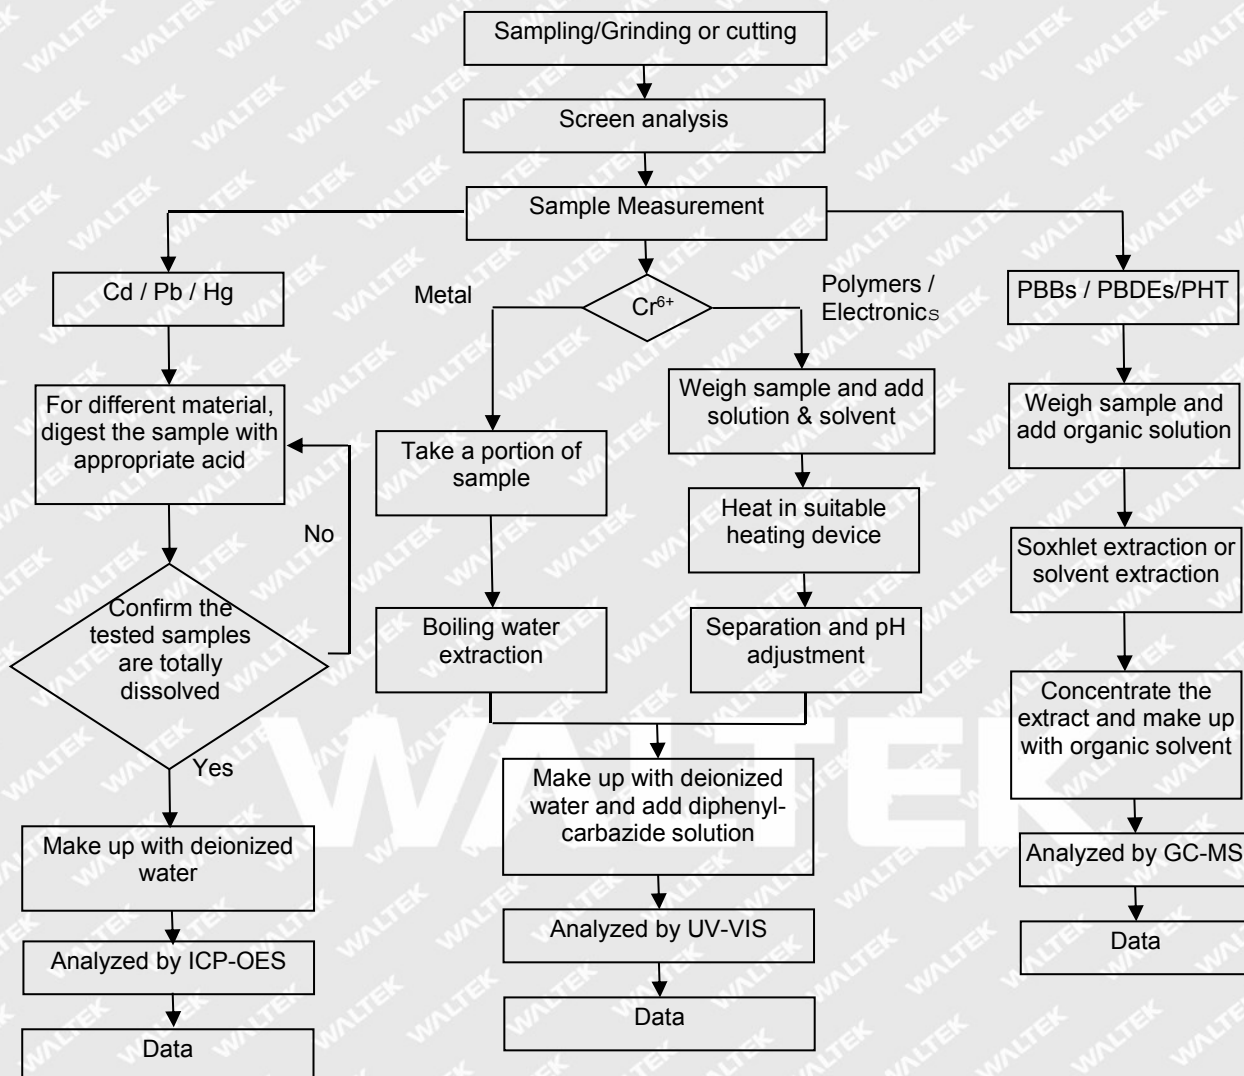 Sampling/Grinding or cutting
Screen analysis
Sample Measurement
Cd / Pb / Hg
Metal
Cr⁶⁺
Polymers /
Electronics
PBBs / PBDEs/PHT
For different material,
digest the sample with
appropriate acid
Take a portion of
sample
Weigh sample and add
solution & solvent
Weigh sample and
add organic solution
No
Heat in suitable
heating device
Soxhlet extraction or
solvent extraction
Confirm the
tested samples
are totally
dissolved
Boiling water
extraction
Separation and pH
adjustment
Concentrate the
extract and make up
with organic solvent
Yes
Make up with deionized
water
Make up with deionized
water and add diphenyl-
carbazide solution
Analyzed by GC-MS
Analyzed by ICP-OES
Analyzed by UV-VIS
Data
Data
Data
WALTEK